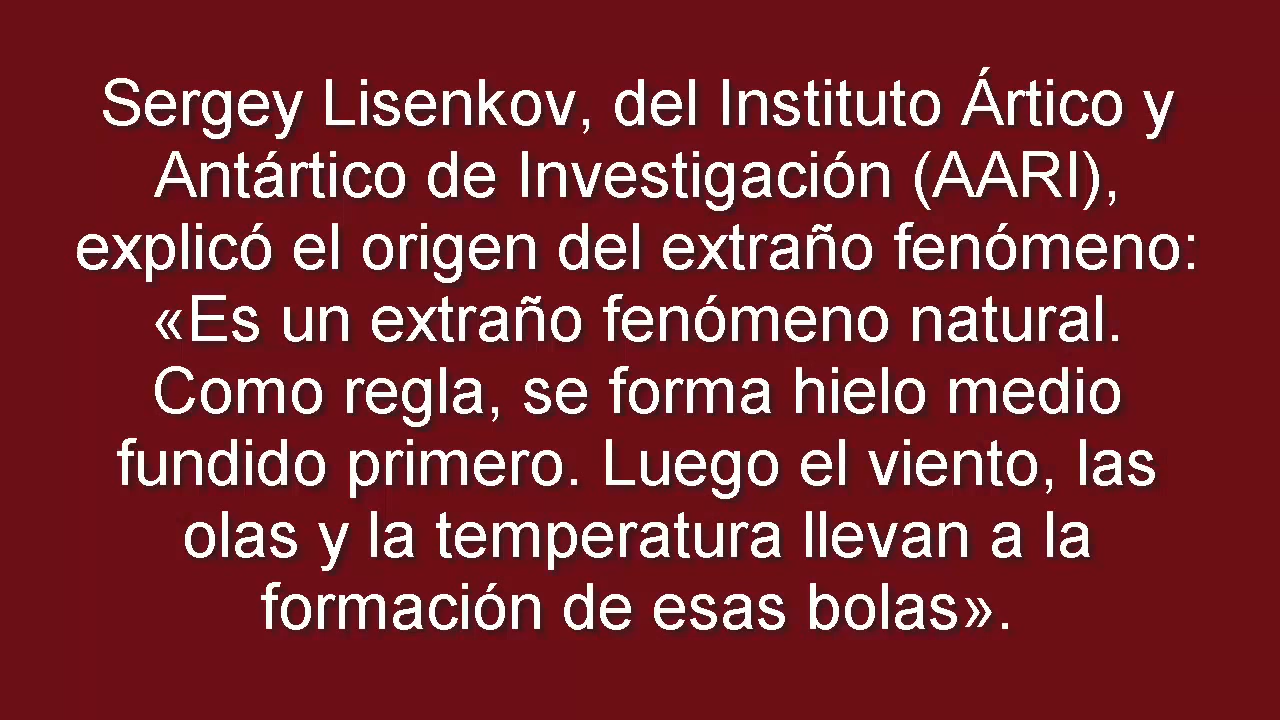 Sergey Lisenkov, del Instituto Ártico y
Antártico de Investigación (AARI),
explicó el origen del extraño fenómeno:
«Es un extraño fenómeno natural.
Como regla, se forma hielo medio
fundido primero. Luego el viento, las
olas y la temperatura llevan a la
formación de esas bolas».